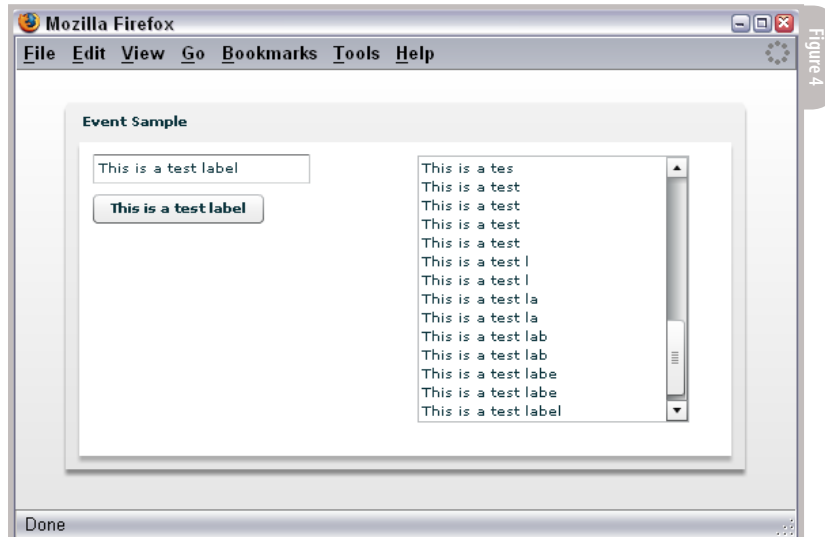 Mozilla Firefox
File Edit View Go Bookmarks Tools Help
Figure 4
Event Sample
This is a test label
This is a test label
This is a tes
This is a test
This is a test
This is a test
This is a test
This is a test l
This is a test l
This is a test la
This is a test la
This is a test lab
This is a test lab
This is a test labe
This is a test labe
This is a test label
Done